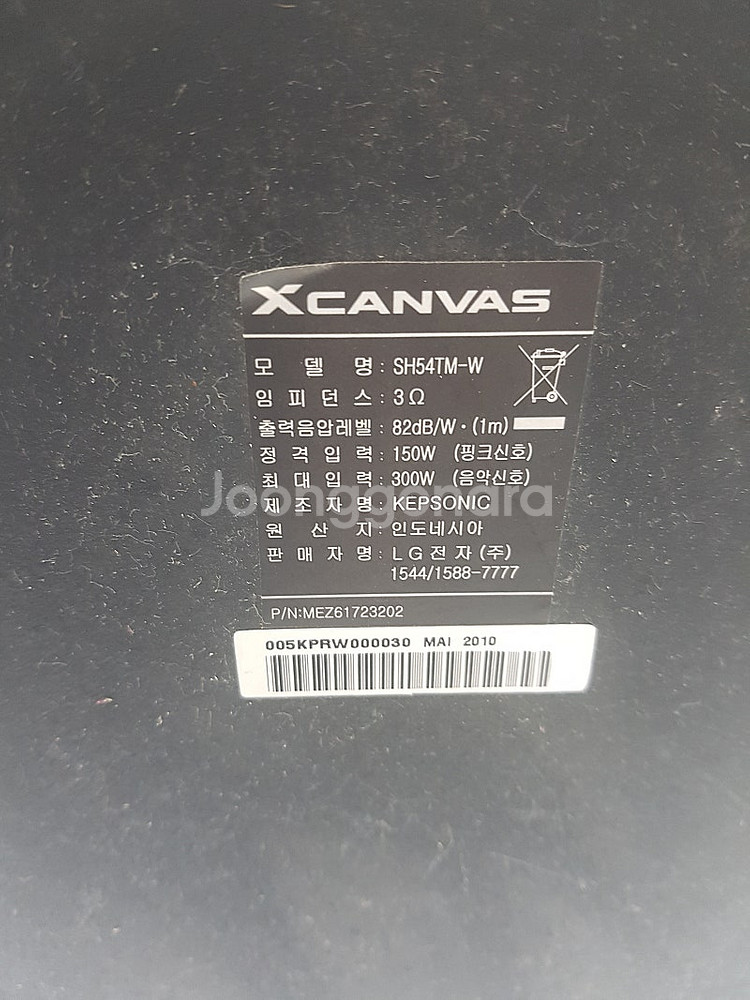 XCANVAS
모 델 명 : SH54TM-W
임 피 던 스 : 3Ω
출력음압레벨 : 82dB/W·(1m)
정 격 입 력 : 150W (핑크신호)
최 대 입 력 : 300W (음악신호)
제 조 자 명 : KEPSONIC
Joonggonara
원 산 지 : 인도네시아
판 매 자 명 : LG전자(주)
1544/1588-7777
P/N:MEZ61723202
005KPRW000030 MAI 2010